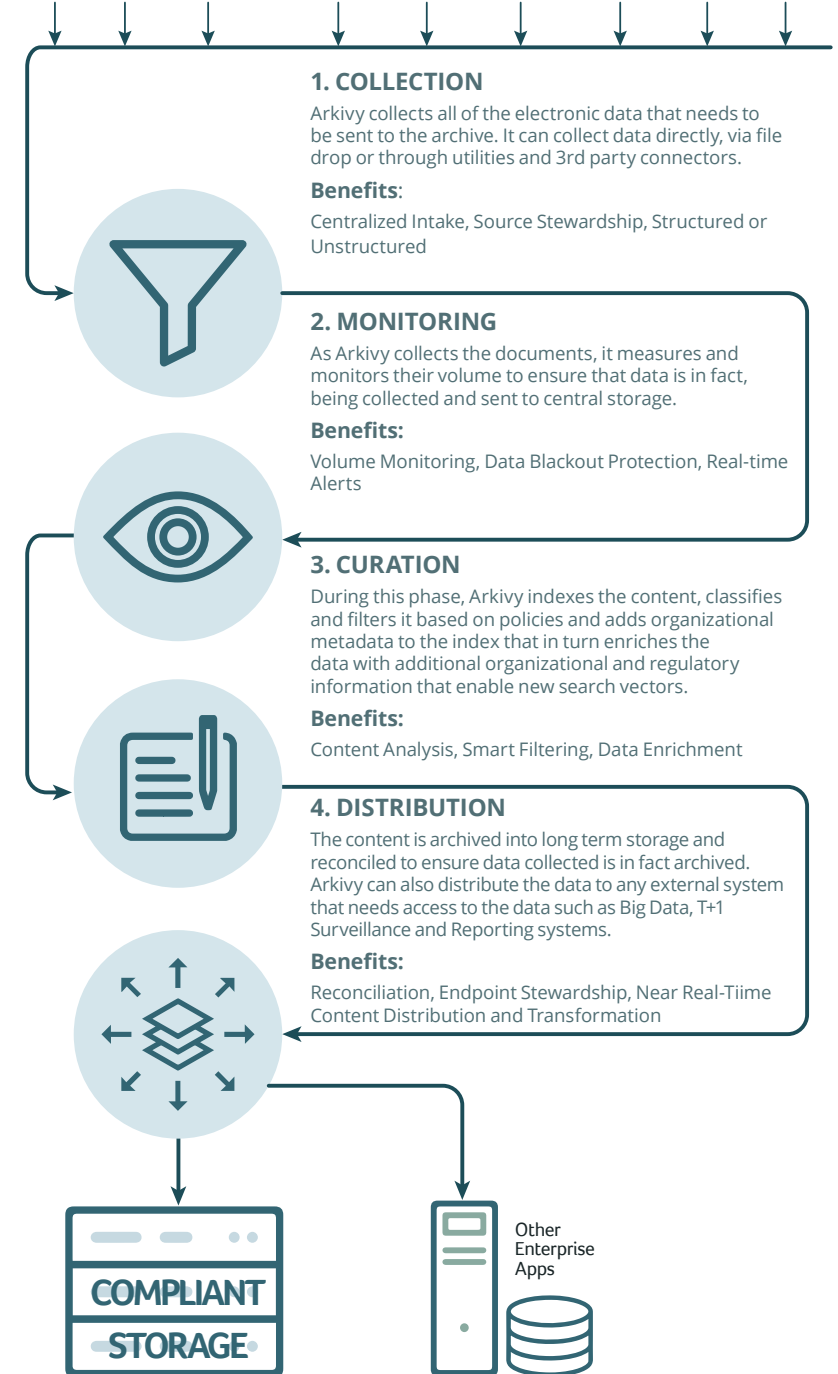 1. COLLECTION
Arkivy collects all of the electronic data that needs to
be sent to the archive. It can collect data directly, via file
drop or through utilities and 3rd party connectors.
Benefits:
Centralized Intake, Source Stewardship, Structured or
Unstructured
2. MONITORING
As Arkivy collects the documents, it measures and
monitors their volume to ensure that data is in fact,
being collected and sent to central storage.
Benefits:
Volume Monitoring, Data Blackout Protection, Real-time
Alerts
3. CURATION
During this phase, Arkivy indexes the content, classifies
and filters it based on policies and adds organizational
metadata to the index that in turn enriches the
data with additional organizational and regulatory
information that enable new search vectors.
Benefits:
Content Analysis, Smart Filtering, Data Enrichment
4. DISTRIBUTION
The content is archived into long term storage and
reconciled to ensure data collected is in fact archived.
Arkivy can also distribute the data to any external system
that needs access to the data such as Big Data, T+1
Surveillance and Reporting systems.
Benefits:
Reconciliation, Endpoint Stewardship, Near Real-Tiime
Content Distribution and Transformation
Other
Enterprise
Apps
COMPLIANT
STORAGE